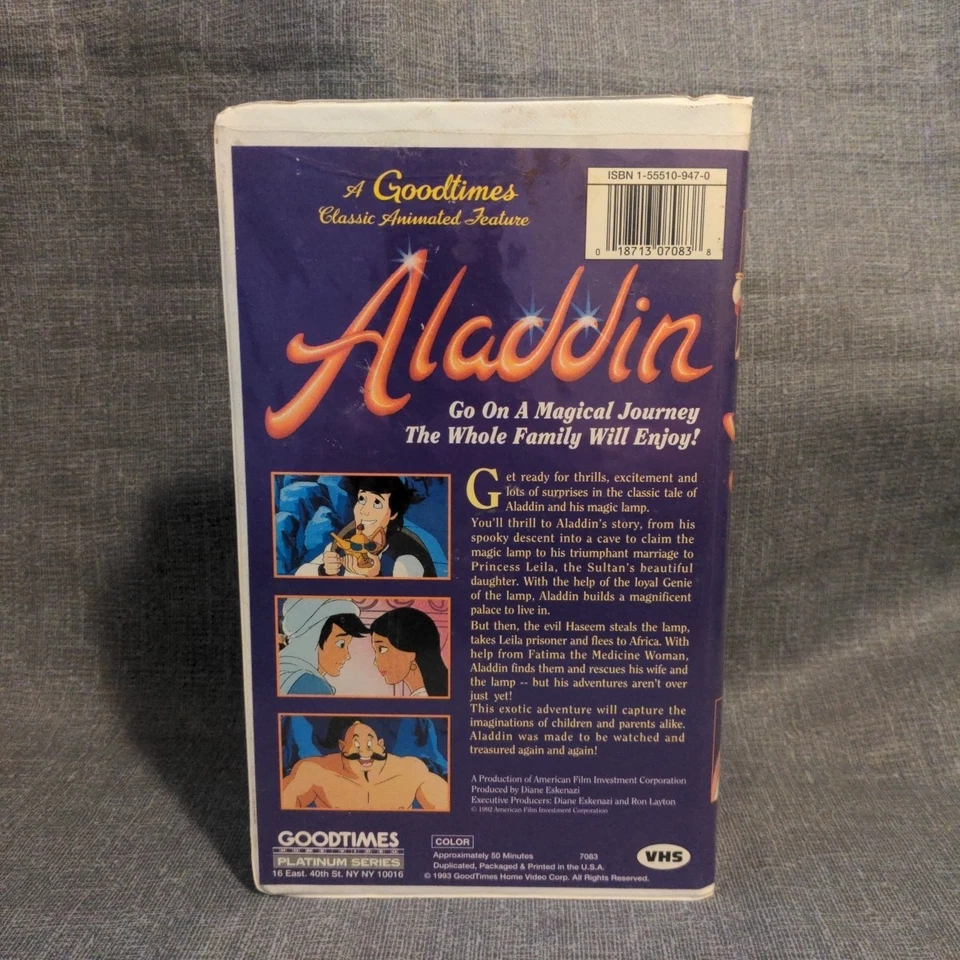 A Goodtimes
Classic Animated Feature
ISBN 1-55510-947-0
0 18713 07083 8
Aladdin
Go On A Magical Journey
The Whole Family Will Enjoy!
Get ready for thrills, excitement and
lots of surprises in the classic tale of
Aladdin and his magic lamp.
You'll thrill to Aladdin's story, from his
spooky descent into a cave to claim the
magic lamp to his triumphant marriage to
Princess Leila, the Sultan's beautiful
daughter. With the help of the loyal Genie
of the lamp, Aladdin builds a magnificent
palace to live in.
But then, the evil Haseem steals the lamp,
takes Leila prisoner and flees to Africa. With
help from Fatima the Medicine Woman,
Aladdin finds them and rescues his wife and
the lamp -- but his adventures aren't over
just yet!
This exotic adventure will capture the
imaginations of children and parents alike.
Aladdin was made to be watched and
treasured again and again!
A Production of American Film Investment Corporation
Produced by Diane Eskenazi
Executive Producers: Diane Eskenazi and Ron Layton
© 1992 American Film Investment Corporation
GOODTIMES
HOME VIDEO
PLATINUM SERIES
16 East. 40th St. NY NY 10016
COLOR
Approximately 50 Minutes 7083
Duplicated, Packaged & Printed in the U.S.A.
© 1993 GoodTimes Home Video Corp. All Rights Reserved.
VHS